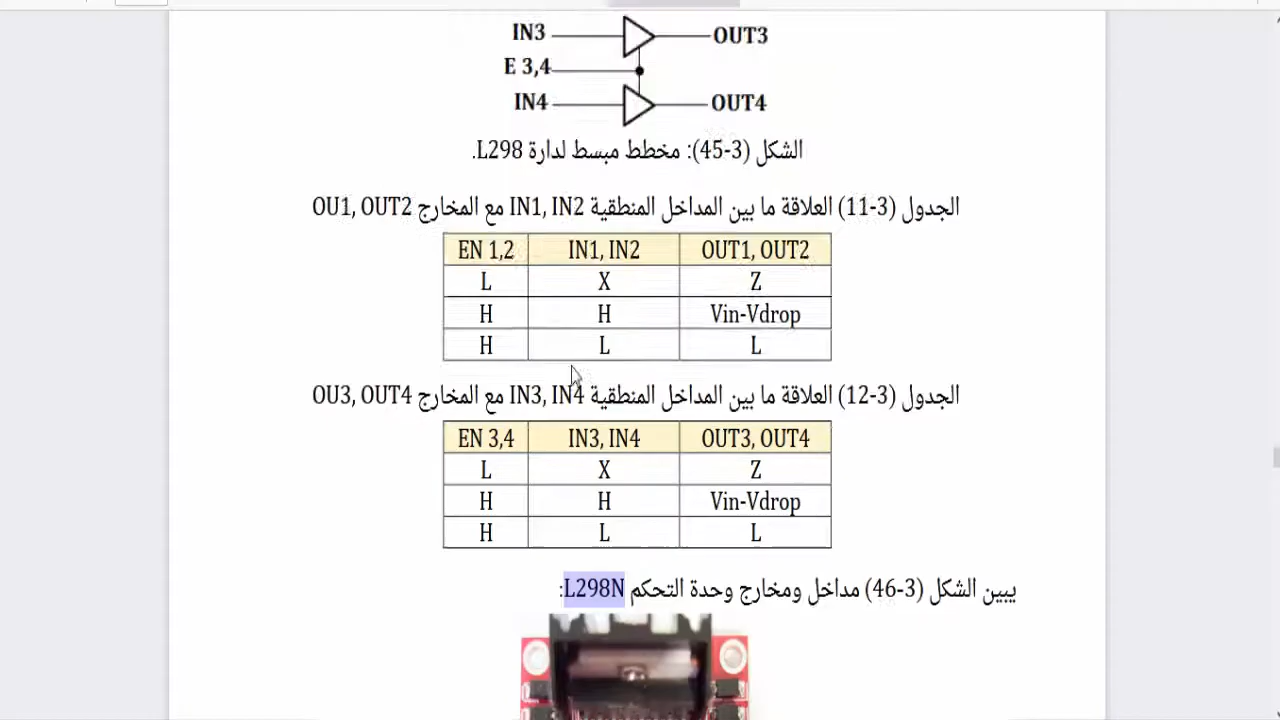 IN3 OUT3
E 3,4
IN4 OUT4
الشكل (3-45): مخطط مبسط لدارة L298.
الجدول (3-11) العلاقة ما بين المداخل المنطقية IN1, IN2 مع المخارج OU1, OUT2
EN 1,2 IN1, IN2 OUT1, OUT2
L X Z
H H Vin-Vdrop
H L L
الجدول (3-12) العلاقة ما بين المداخل المنطقية IN3, IN4 مع المخارج OU3, OUT4
EN 3,4 IN3, IN4 OUT3, OUT4
L X Z
H H Vin-Vdrop
H L L
يبين الشكل (3-46) مداخل ومخارج وحدة التحكم L298N: